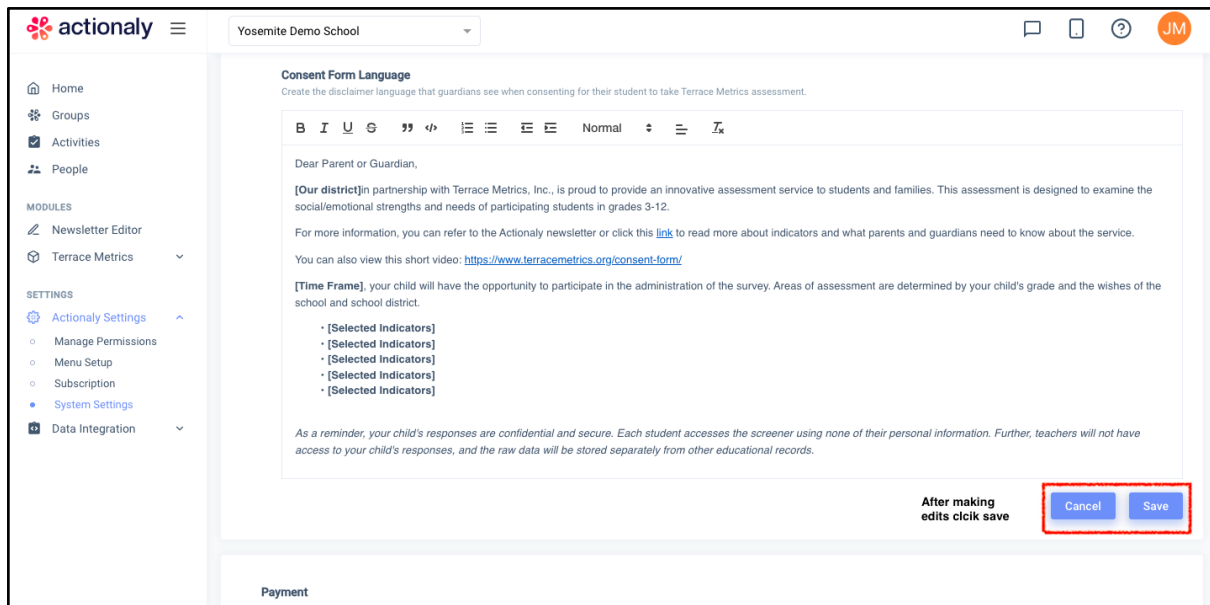 actionaly
Yosemite Demo School
JM
Home
Groups
Activities
People
MODULES
Newsletter Editor
Terrace Metrics
SETTINGS
Actionaly Settings
Manage Permissions
Menu Setup
Subscription
System Settings
Data Integration
Consent Form Language
Create the disclaimer language that guardians see when consenting for their student to take Terrace Metrics assessment.
B I U S Normal
Dear Parent or Guardian,
[Our district]in partnership with Terrace Metrics, Inc., is proud to provide an innovative assessment service to students and families. This assessment is designed to examine the
social/emotional strengths and needs of participating students in grades 3-12.
For more information, you can refer to the Actionaly newsletter or click this link to read more about indicators and what parents and guardians need to know about the service.
You can also view this short video: https://www.terracemetrics.org/consent-form/
[Time Frame], your child will have the opportunity to participate in the administration of the survey. Areas of assessment are determined by your child's grade and the wishes of the
school and school district.
• [Selected Indicators]
• [Selected Indicators]
• [Selected Indicators]
• [Selected Indicators]
• [Selected Indicators]
As a reminder, your child's responses are confidential and secure. Each student accesses the screener using none of their personal information. Further, teachers will not have
access to your child's responses, and the raw data will be stored separately from other educational records.
After making
edits clcik save
Cancel
Save
Payment